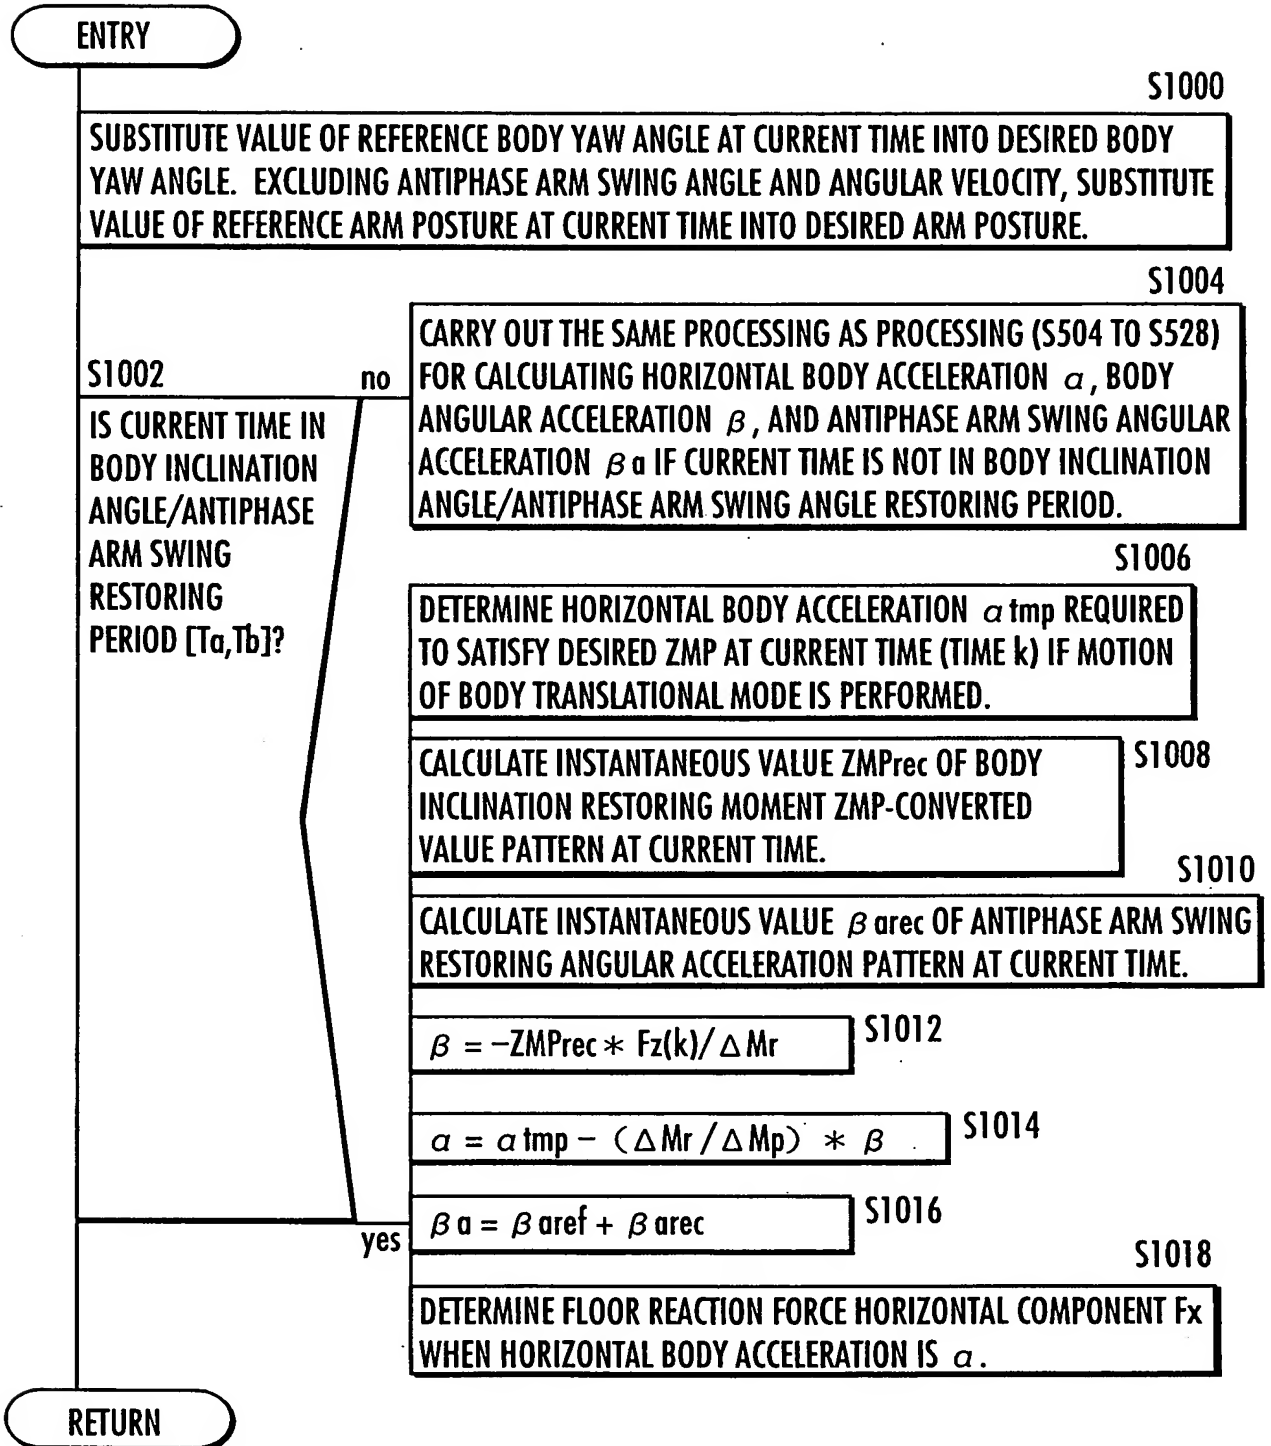 ENTRY
S1000
SUBSTITUTE VALUE OF REFERENCE BODY YAW ANGLE AT CURRENT TIME INTO DESIRED BODY
YAW ANGLE. EXCLUDING ANTIPHASE ARM SWING ANGLE AND ANGULAR VELOCITY, SUBSTITUTE
VALUE OF REFERENCE ARM POSTURE AT CURRENT TIME INTO DESIRED ARM POSTURE.
S1002
IS CURRENT TIME IN
BODY INCLINATION
ANGLE/ANTIPHASE
ARM SWING
RESTORING
PERIOD [Ta,Tb]?
no
S1004
CARRY OUT THE SAME PROCESSING AS PROCESSING (S504 TO S528)
FOR CALCULATING HORIZONTAL BODY ACCELERATION α, BODY
ANGULAR ACCELERATION β, AND ANTIPHASE ARM SWING ANGULAR
ACCELERATION βa IF CURRENT TIME IS NOT IN BODY INCLINATION
ANGLE/ANTIPHASE ARM SWING ANGLE RESTORING PERIOD.
S1006
DETERMINE HORIZONTAL BODY ACCELERATION αtmp REQUIRED
TO SATISFY DESIRED ZMP AT CURRENT TIME (TIME k) IF MOTION
OF BODY TRANSLATIONAL MODE IS PERFORMED.
S1008
CALCULATE INSTANTANEOUS VALUE ZMPrec OF BODY
INCLINATION RESTORING MOMENT ZMP-CONVERTED
VALUE PATTERN AT CURRENT TIME.
S1010
CALCULATE INSTANTANEOUS VALUE βarec OF ANTIPHASE ARM SWING
RESTORING ANGULAR ACCELERATION PATTERN AT CURRENT TIME.
β = -ZMPrec * Fz(k)/ΔMr
S1012
α = αtmp - (ΔMr/ΔMp) * β
S1014
βa = βaref + βarec
S1016
yes
S1018
DETERMINE FLOOR REACTION FORCE HORIZONTAL COMPONENT Fx
WHEN HORIZONTAL BODY ACCELERATION IS α.
RETURN